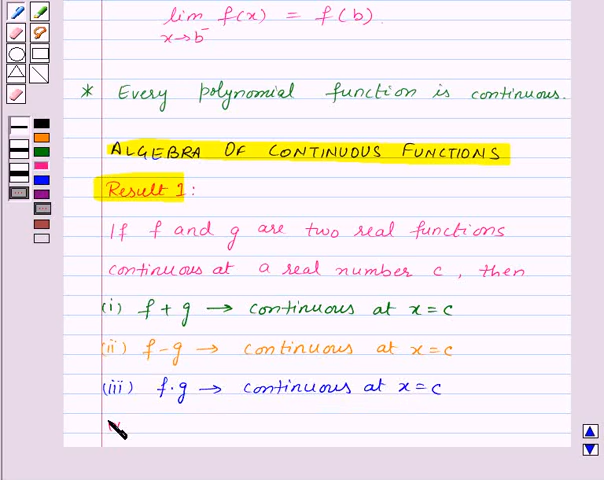 lim f(x) = f(b).
x→b⁻
* Every polynomial function is continuous.
ALGEBRA OF CONTINUOUS FUNCTIONS
Result 1:
If f and g are two real functions
continuous at a real number c, then
(i) f + g → continuous at x = c
(ii) f - g → continuous at x = c
(iii) f · g → continuous at x = c